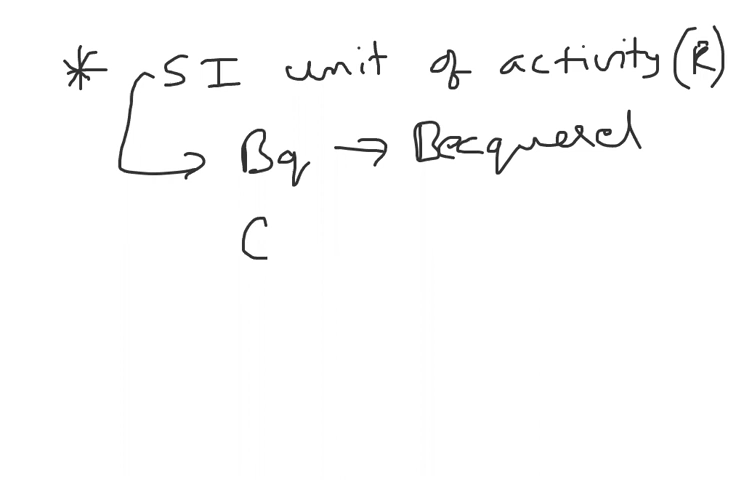 * SI unit of activity (R)
Bq → Becquerel
C